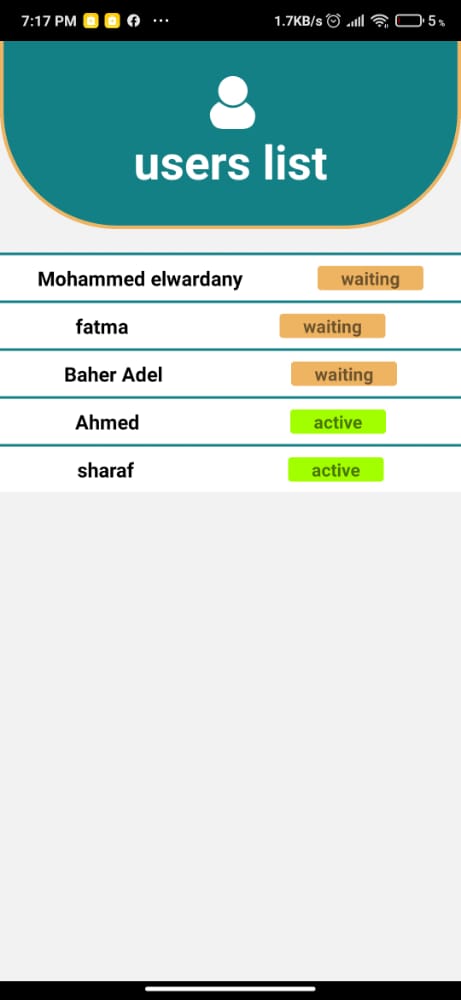 7:17 PM 1.7KB/s 5%
users list
Mohammed elwardany waiting
fatma waiting
Baher Adel waiting
Ahmed active
sharaf active